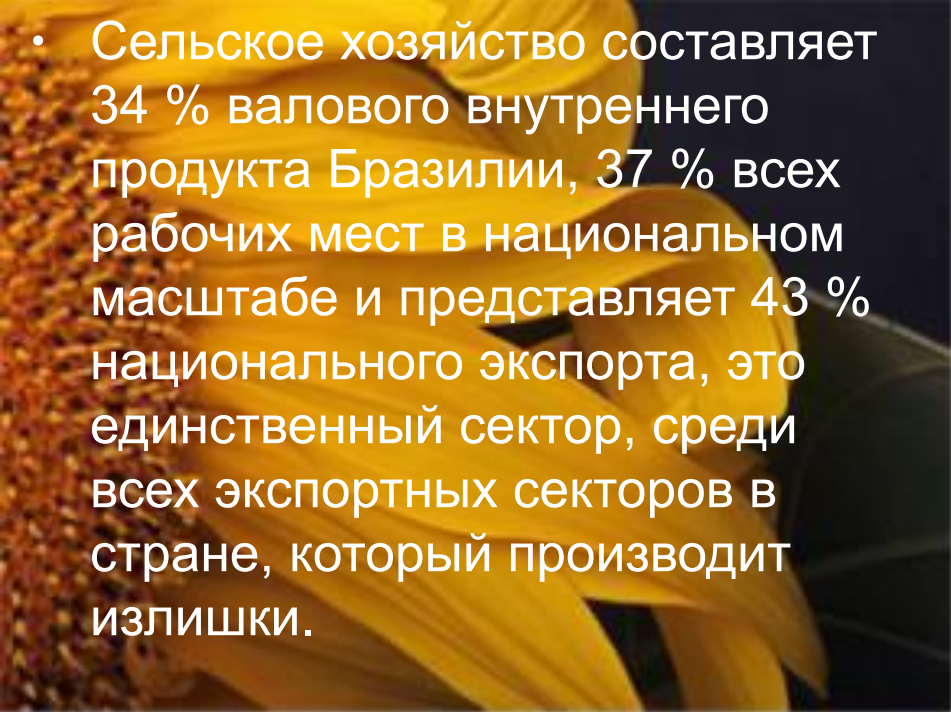 • Сельское хозяйство составляет
34 % валового внутреннего
продукта Бразилии, 37 % всех
рабочих мест в национальном
масштабе и представляет 43 %
национального экспорта, это
единственный сектор, среди
всех экспортных секторов в
стране, который производит
излишки.